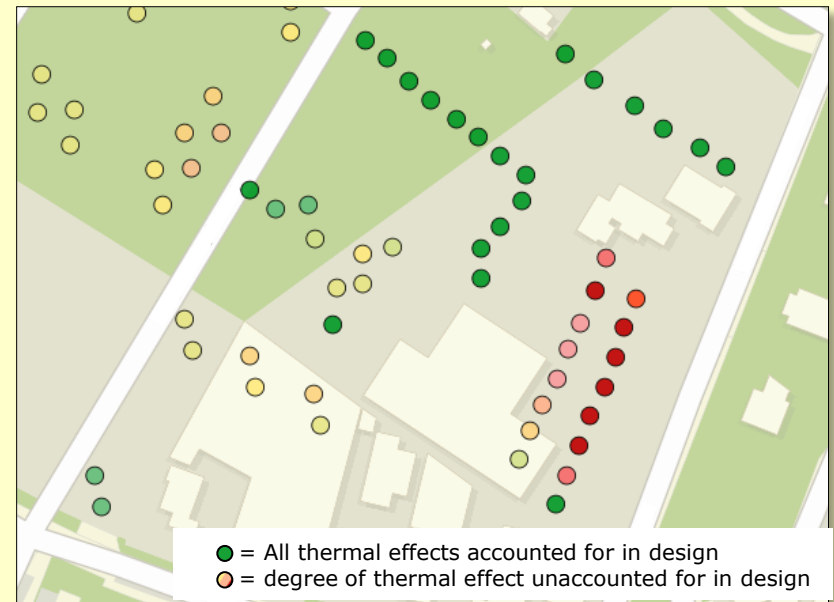 = All thermal effects accounted for in design
= degree of thermal effect unaccounted for in design